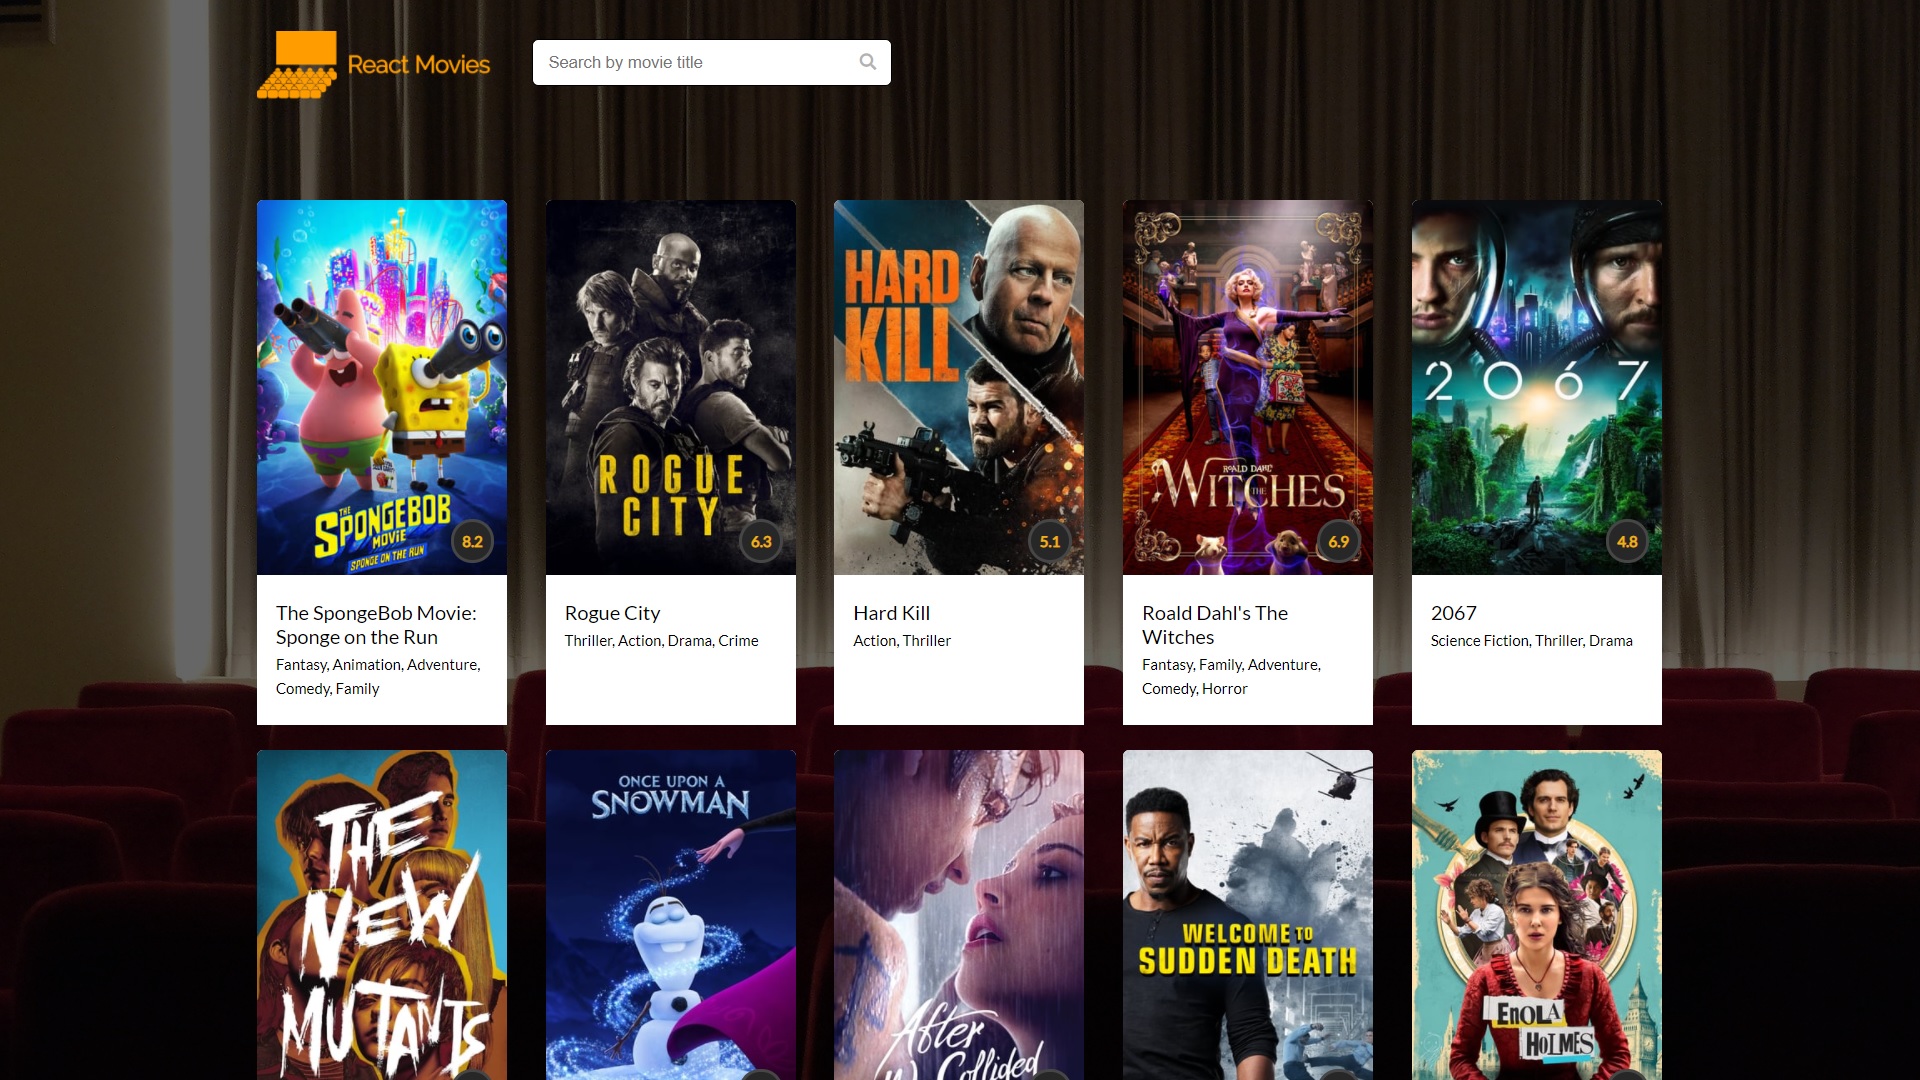 React Movies
Search by movie title
THE
SPONGEBOB
MOVIE
SPONGE ON THE RUN
8.2
ROGUE
CITY
6.3
HARD
KILL
5.1
ROALD DAHL'S
THE
WITCHES
6.9
2067
4.8
The SpongeBob Movie:
Sponge on the Run
Fantasy, Animation, Adventure,
Comedy, Family
Rogue City
Thriller, Action, Drama, Crime
Hard Kill
Action, Thriller
Roald Dahl's The
Witches
Fantasy, Family, Adventure,
Comedy, Horror
2067
Science Fiction, Thriller, Drama
THE
NEW
MUTANTS
ONCE UPON A
SNOWMAN
After
We Collided
WELCOME TO
SUDDEN DEATH
ENOLA
HOLMES